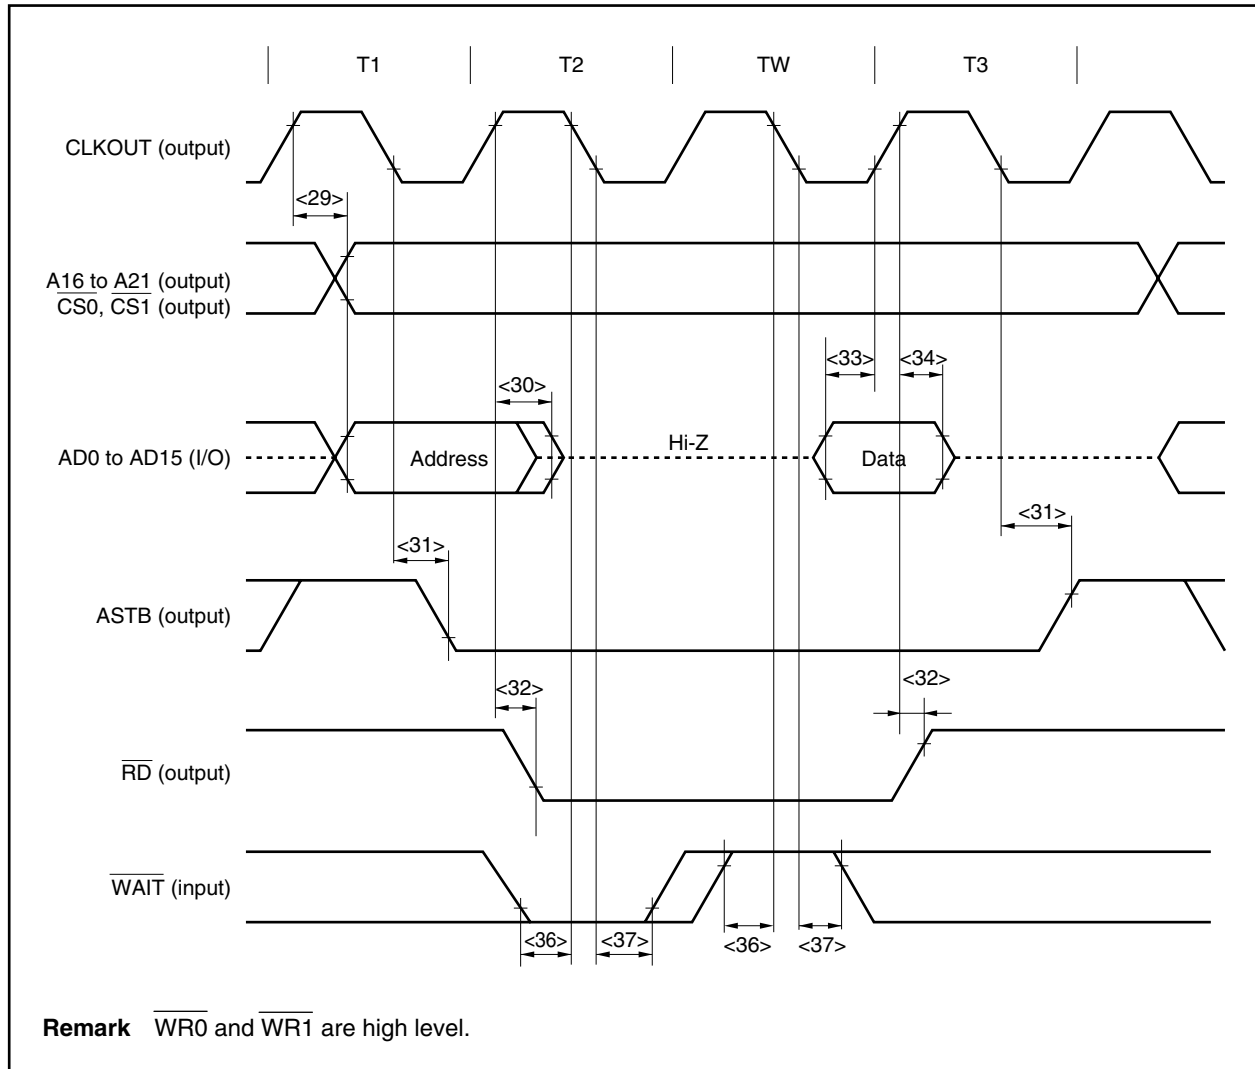 T1 T2 TW T3
CLKOUT (output)
<29>
A16 to A21 (output)
CS0, CS1 (output)
<33> <34>
<30>
AD0 to AD15 (I/O) Address Hi-Z Data
<31>
<31>
ASTB (output)
<32>
<32>
RD (output)
WAIT (input)
<36> <37> <36> <37>
Remark WR0 and WR1 are high level.